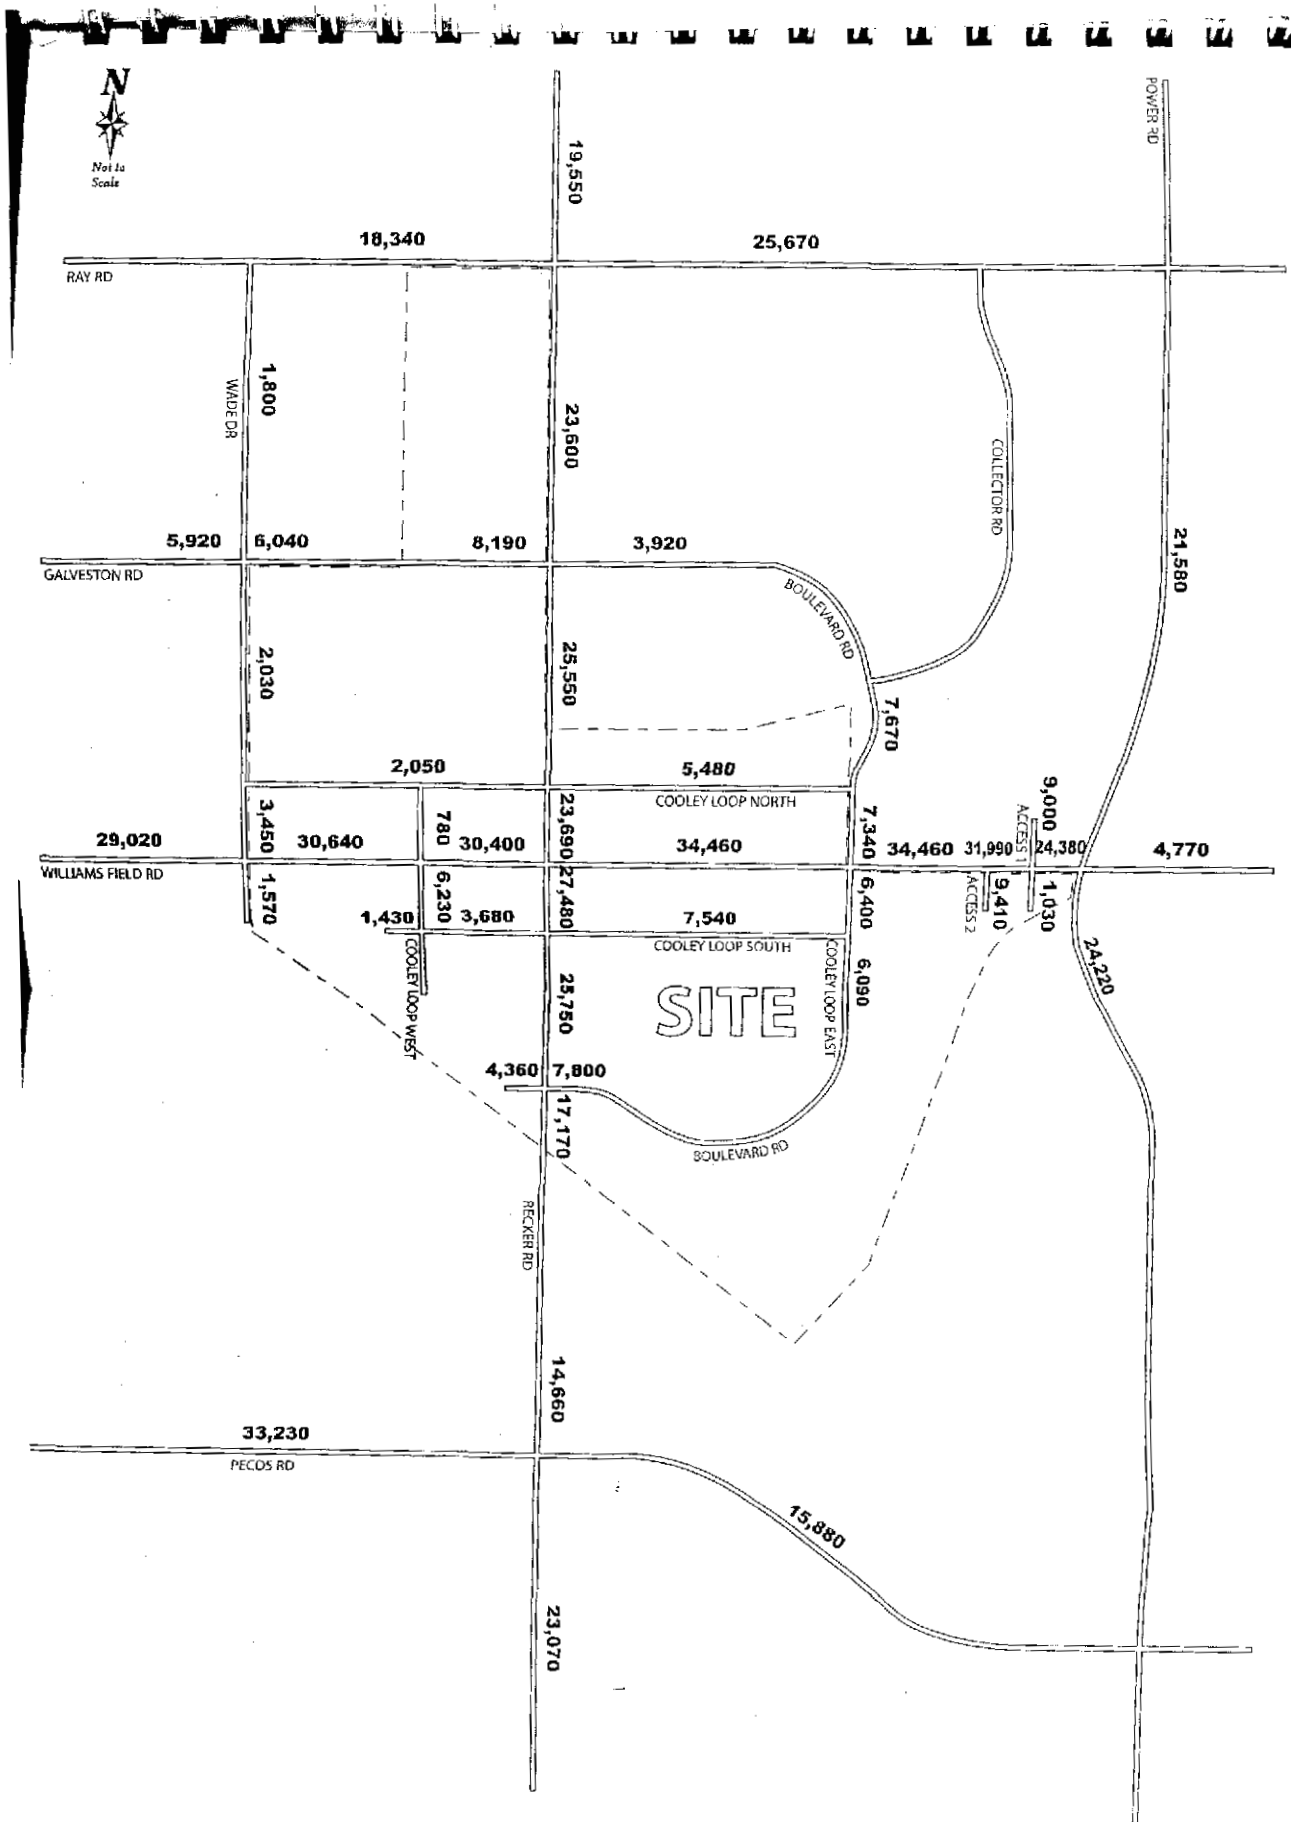 N
Not to
Scale
POWER RD
19,550
18,340
25,670
RAY RD
1,800
WADE DR
23,600
COLLECTOR RD
21,580
5,920
6,040
8,190
3,920
GALVESTON RD
BOULEVARD RD
2,030
25,550
7,670
2,050
5,480
COOLEY LOOP NORTH
9,000
ACCESS 1
3,450
780
23,690
7,340
29,020
30,640
30,400
34,460
34,460
31,990
24,380
4,770
WILLIAMS FIELD RD
1,570
6,230
27,480
6,400
ACCESS 2
9,410
1,030
1,430
3,680
7,540
COOLEY LOOP SOUTH
COOLEY LOOP WEST
25,750
SITE
COOLEY LOOP EAST
6,090
24,220
4,360
7,800
17,170
BOULEVARD RD
RECKER RD
14,660
33,230
PECOS RD
15,880
23,070